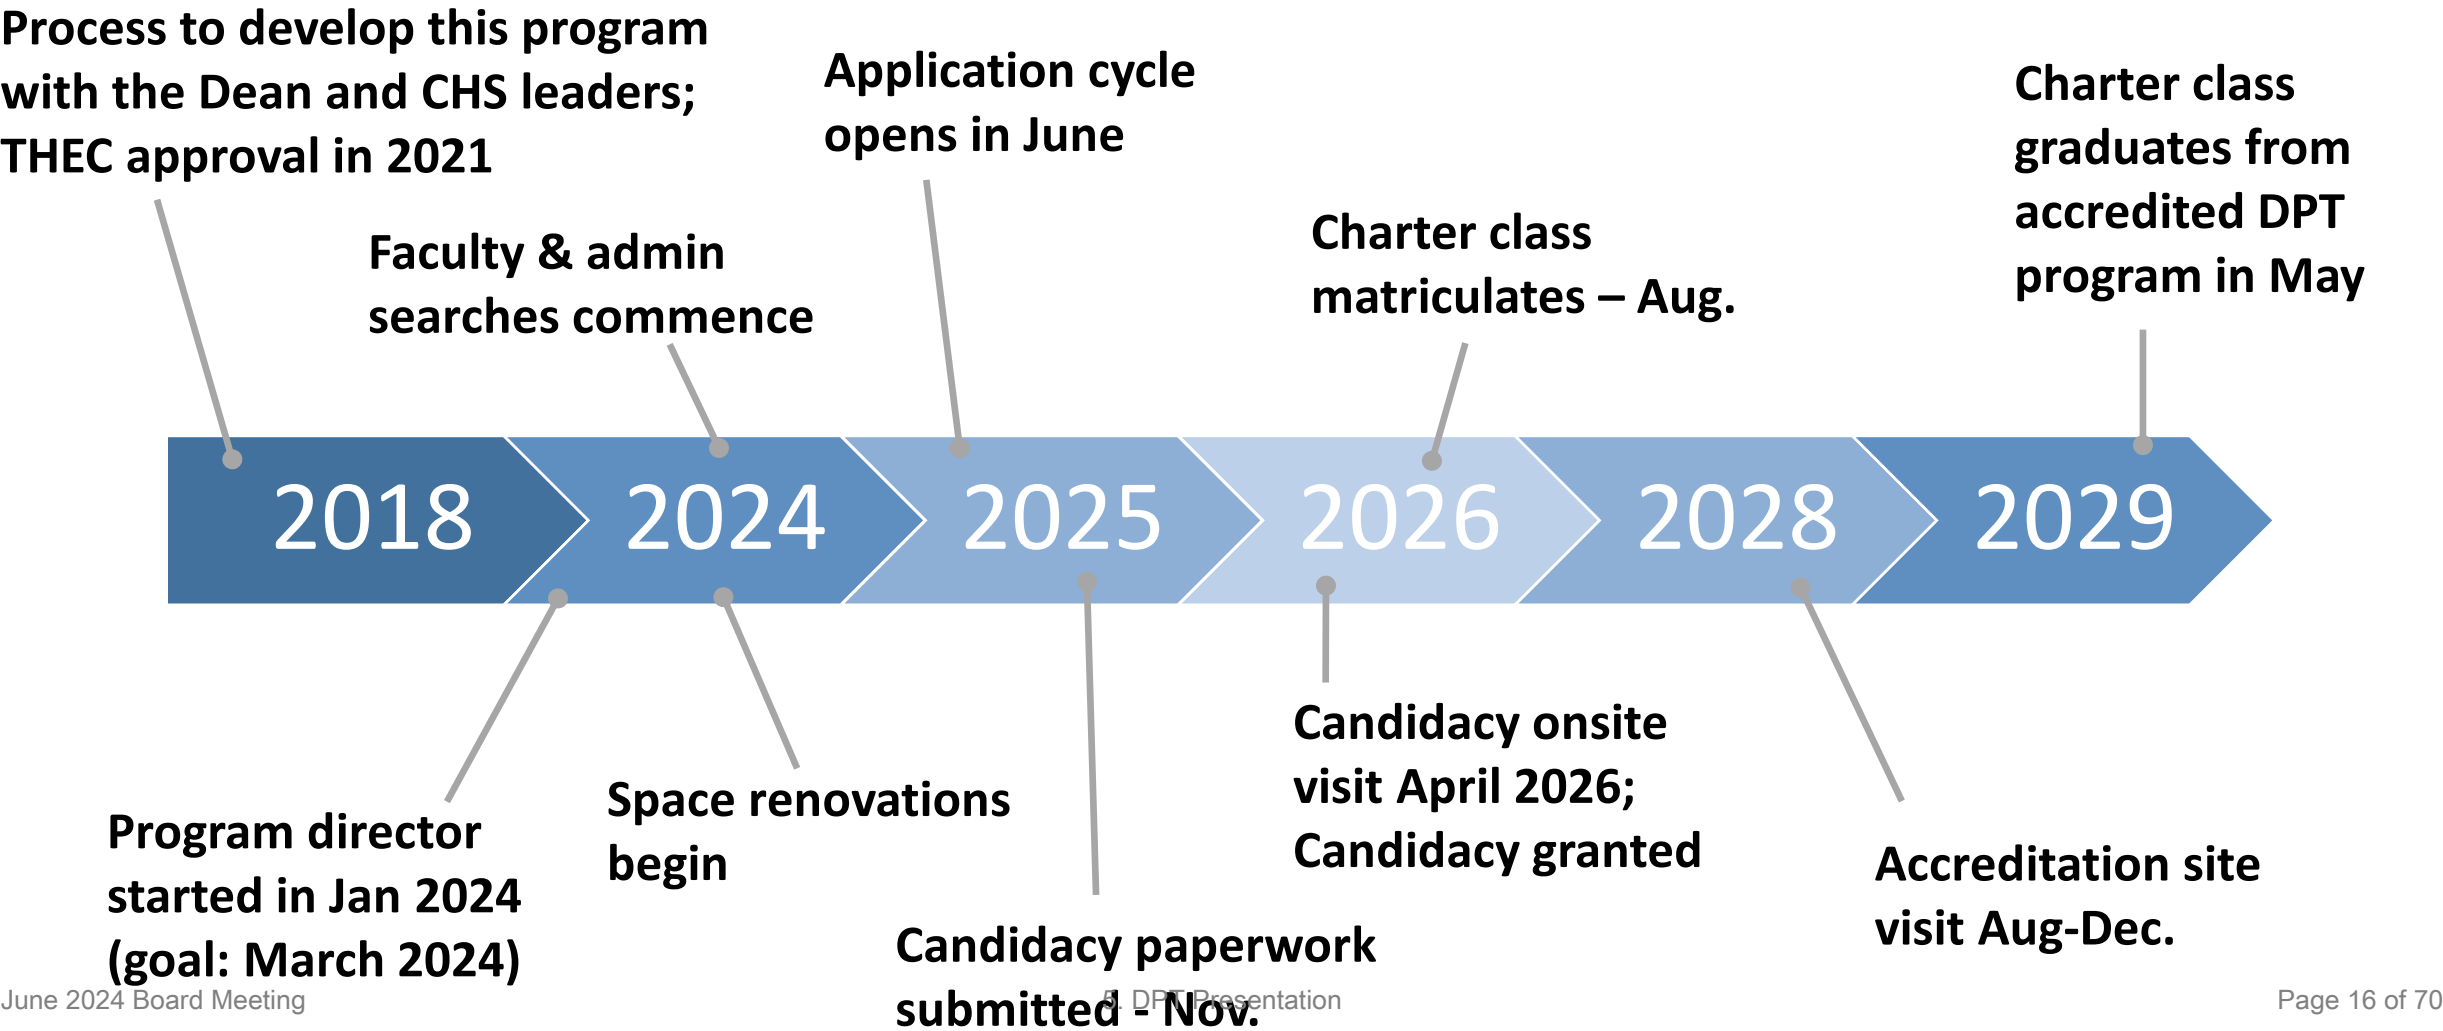 Process to develop this program
with the Dean and CHS leaders;
THEC approval in 2021
Application cycle
opens in June
Charter class
graduates from
accredited DPT
program in May
Faculty & admin
searches commence
Charter class
matriculates – Aug.
2018
2024
2025
2026
2028
2029
Program director
started in Jan 2024
(goal: March 2024)
Space renovations
begin
Candidacy paperwork
submitted - Nov.
Candidacy onsite
visit April 2026;
Candidacy granted
Accreditation site
visit Aug-Dec.
June 2024 Board Meeting
5. DPT Presentation
Page 16 of 70